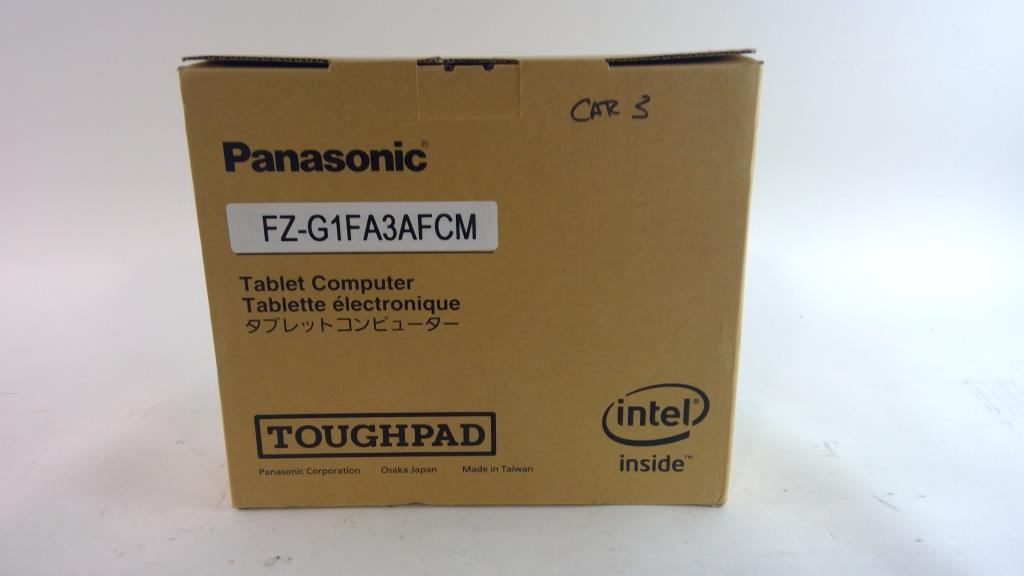 CAR 3
Panasonic®
FZ-G1FA3AFCM
Tablet Computer
Tablette électronique
タブレットコンピューター
TOUGHPAD
Panasonic Corporation Osaka Japan Made in Taiwan
intel®
inside™